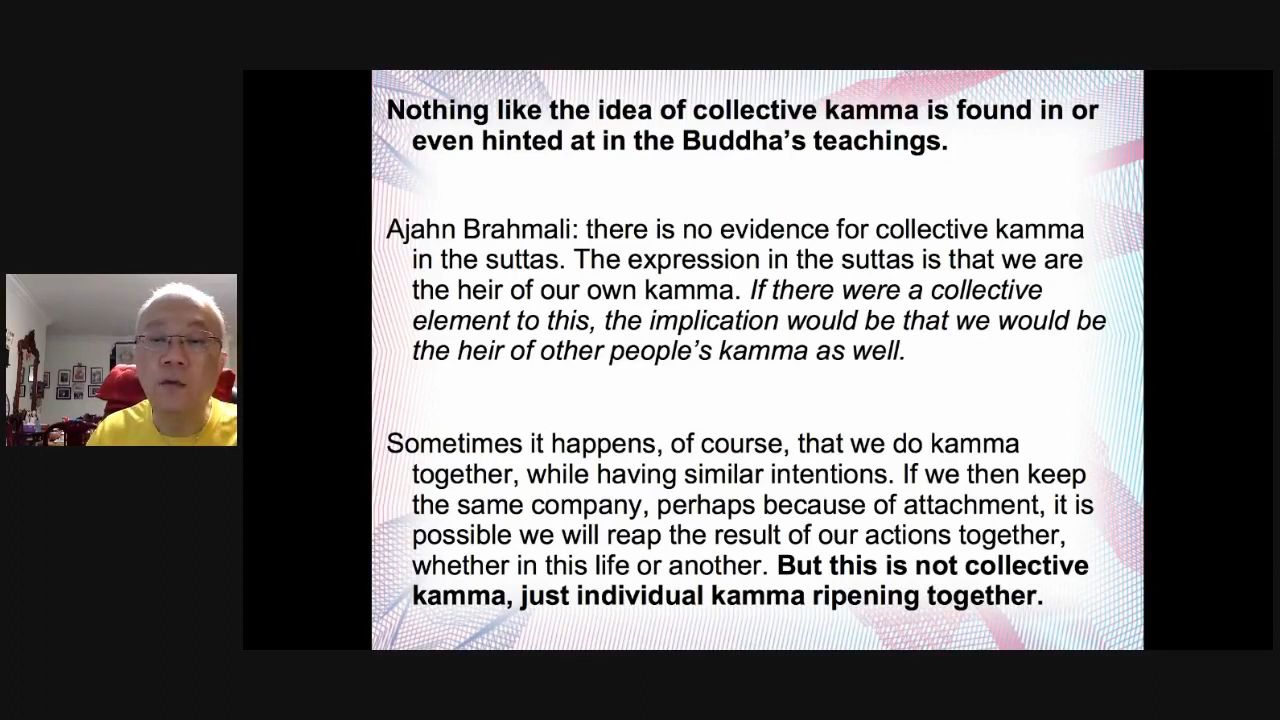 Nothing like the idea of collective kamma is found in or
even hinted at in the Buddha's teachings.
Ajahn Brahmali: there is no evidence for collective kamma
in the suttas. The expression in the suttas is that we are
the heir of our own kamma. If there were a collective
element to this, the implication would be that we would be
the heir of other people's kamma as well.
Sometimes it happens, of course, that we do kamma
together, while having similar intentions. If we then keep
the same company, perhaps because of attachment, it is
possible we will reap the result of our actions together,
whether in this life or another. But this is not collective
kamma, just individual kamma ripening together.